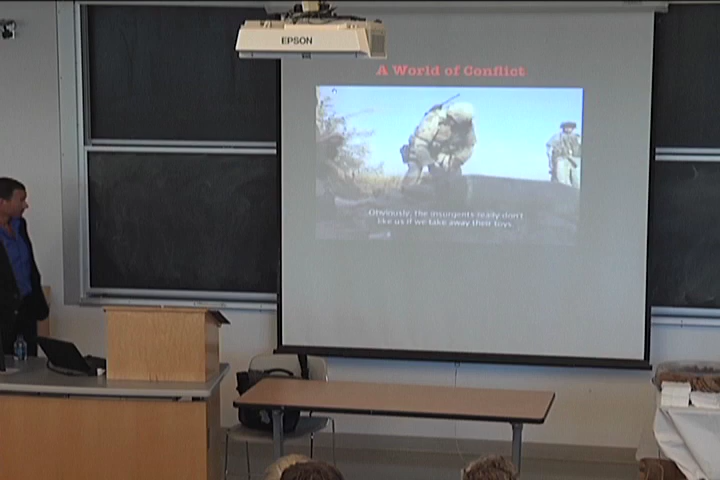 EPSON
A World of Conflict
Obviously, the insurgents really don't
like us if we take away their toys.